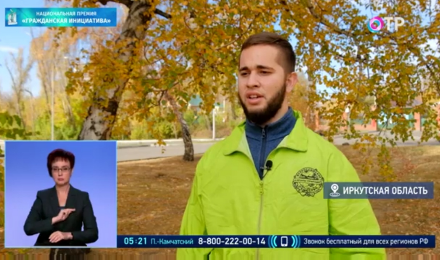 НАЦИОНАЛЬНАЯ ПРЕМИЯ
«ГРАЖДАНСКАЯ ИНИЦИАТИВА»
ОТР
ИРКУТСКАЯ ОБЛАСТЬ
05:21 П.-Камчатский 8-800-222-00-14 Звонок бесплатный для всех регионов РФ